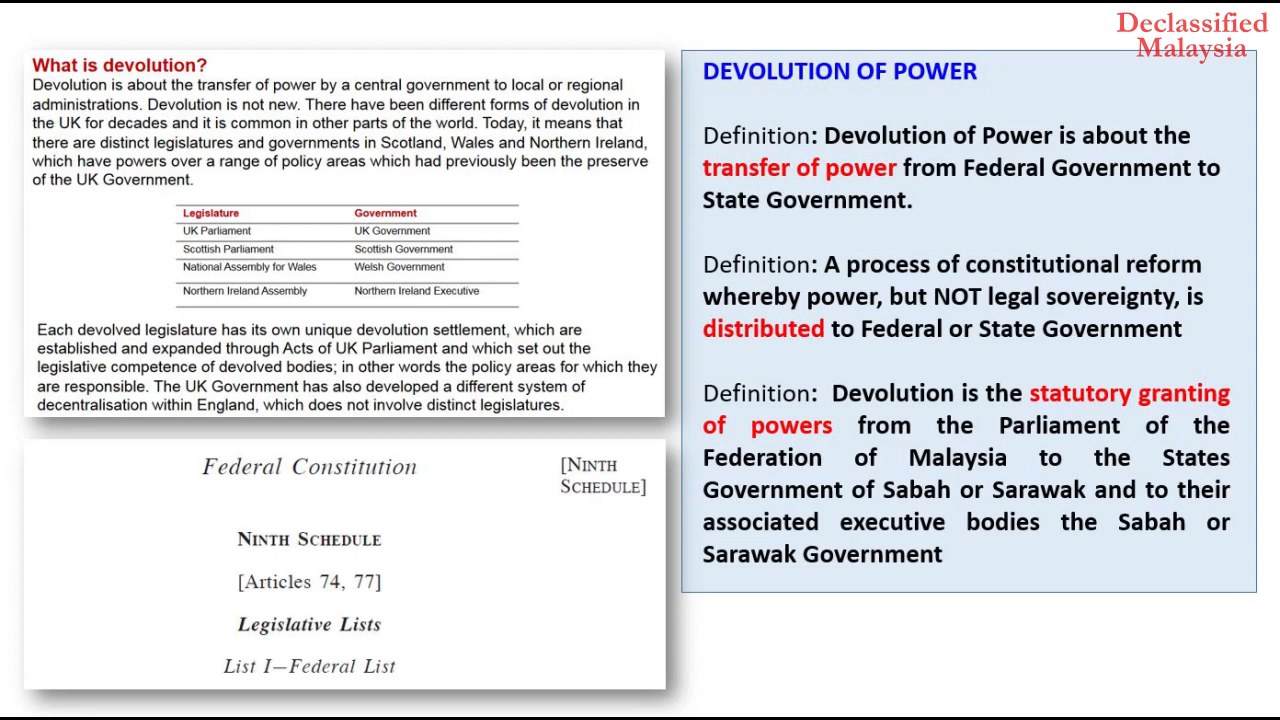 Declassified
Malaysia
What is devolution?
Devolution is about the transfer of power by a central government to local or regional
administrations. Devolution is not new. There have been different forms of devolution in
the UK for decades and it is common in other parts of the world. Today, it means that
there are distinct legislatures and governments in Scotland, Wales and Northern Ireland,
which have powers over a range of policy areas which had previously been the preserve
of the UK Government.
Legislature Government
UK Parliament UK Government
Scottish Parliament Scottish Government
National Assembly for Wales Welsh Government
Northern Ireland Assembly Northern Ireland Executive
Each devolved legislature has its own unique devolution settlement, which are
established and expanded through Acts of UK Parliament and which set out the
legislative competence of devolved bodies; in other words the policy areas for which they
are responsible. The UK Government has also developed a different system of
decentralisation within England, which does not involve distinct legislatures.
Federal Constitution
[NINTH
SCHEDULE]
NINTH SCHEDULE
[Articles 74, 77]
Legislative Lists
List I—Federal List
DEVOLUTION OF POWER
Definition: Devolution of Power is about the
transfer of power from Federal Government to
State Government.
Definition: A process of constitutional reform
whereby power, but NOT legal sovereignty, is
distributed to Federal or State Government
Definition: Devolution is the statutory granting
of powers from the Parliament of the
Federation of Malaysia to the States
Government of Sabah or Sarawak and to their
associated executive bodies the Sabah or
Sarawak Government